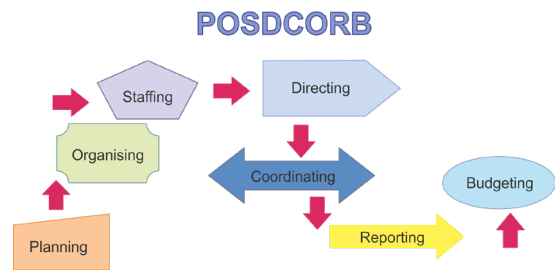 POSDCORB
Planning
Organising
Staffing
Directing
Coordinating
Reporting
Budgeting